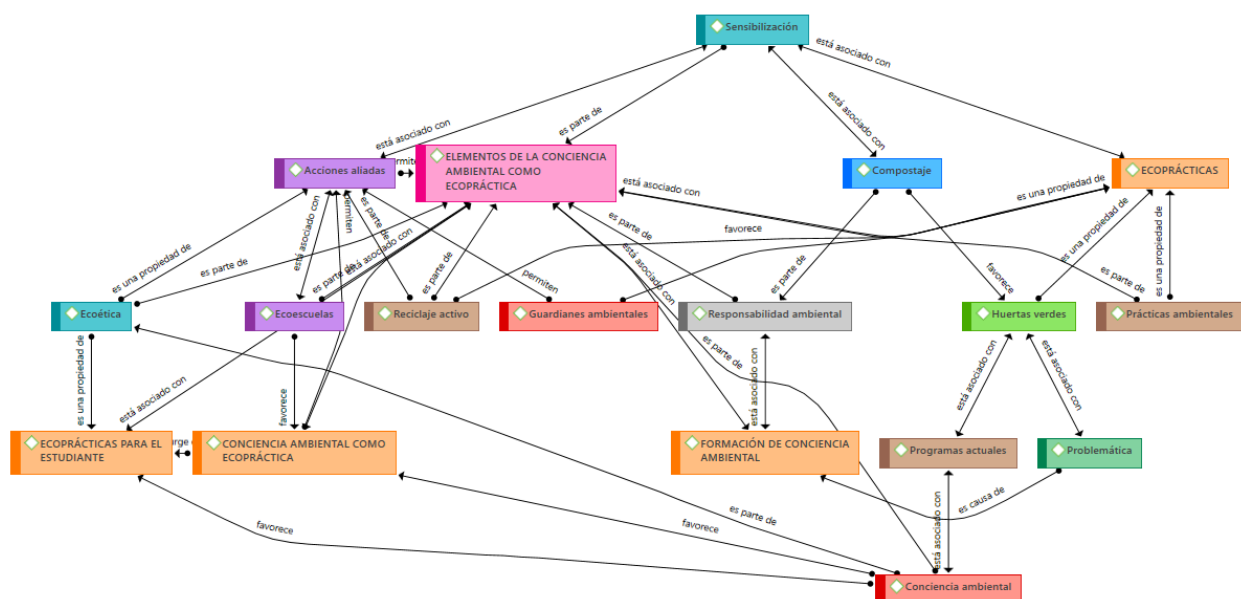 Sensibilización
está asociado con
es parte de
está asociado con
está asociado con
Acciones aliadas
ELEMENTOS DE LA CONCIENCIA
AMBIENTAL COMO
ECOPRÁCTICA
Compostaje
ECOPRÁCTICAS
está asociado con
es una propiedad de
permiten
es parte de
es parte de
favorece
es una propiedad de
es parte de
está asociado con
es parte de
está asociado con
es parte de
está asociado con
permiten
es parte de
favorece
es una propiedad de
es una propiedad de
es parte de
Ecoética
Ecoescuelas
Reciclaje activo
Guardianes ambientales
Responsabilidad ambiental
Huertas verdes
Prácticas ambientales
es una propiedad de
está asociado con
favorece
es parte de
está asociado con
está asociado con
está asociado con
ECOPRÁCTICAS PARA EL
ESTUDIANTE
CONCIENCIA AMBIENTAL COMO
ECOPRÁCTICA
FORMACIÓN DE CONCIENCIA
AMBIENTAL
Programas actuales
Problemática
favorece
favorece
es parte de
está asociado con
es causa de
Conciencia ambiental